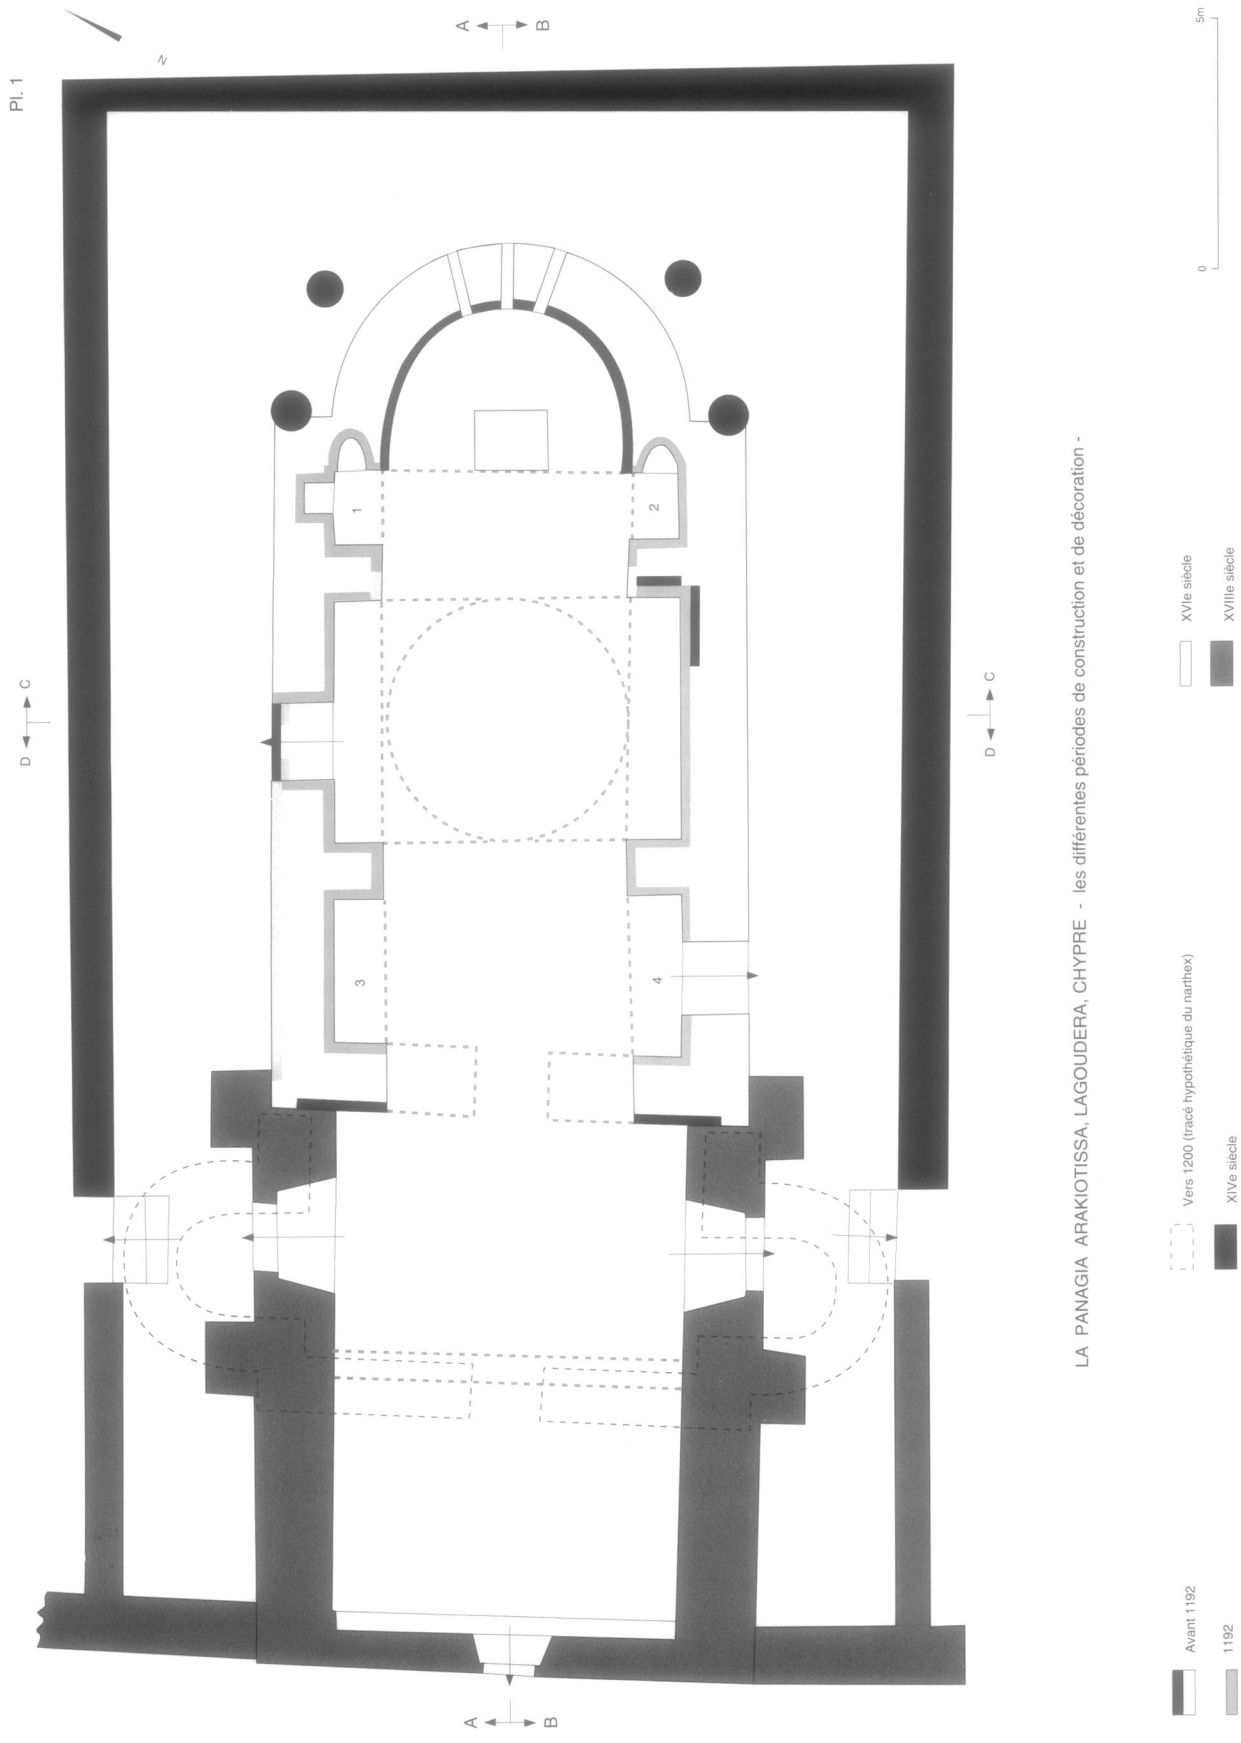 Pl. 1
N
A B
D C
D C
1
2
3
4
A B
LA PANAGIA ARAKIOTISSA, LAGOUDERA, CHYPRE - les différentes périodes de construction et de décoration -
Avant 1192
1192
Vers 1200 (tracé hypothétique du narthex)
XIVe siècle
XVIe siècle
XVIIIe siècle
0 5m